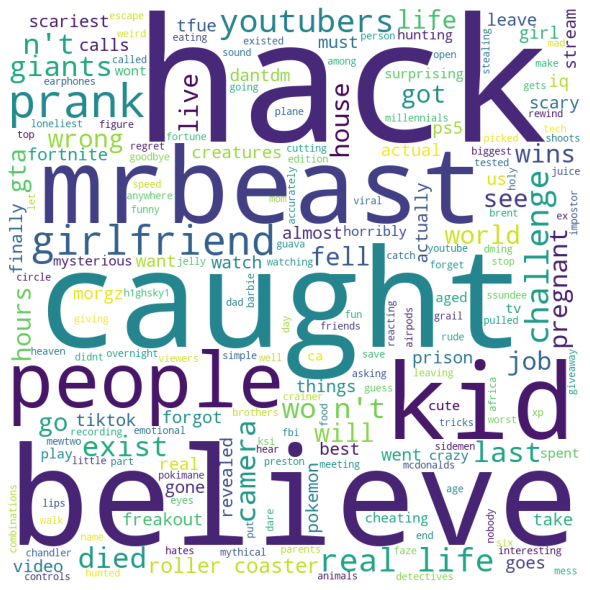 escape
weird
scariest
youtubers
life
leave
hunting
girl
mad
stream
eating
existed
person
open
make
n't
calls
tfue
must
sound
among
stealing
wont
called
dantdm
surprising
iq
gets
giants
hack
going
earphones
live
house
got
ps5
scary
rewind
prank
loneliest
figure
plane
millennials
tech
top
regret
cutting
fortune
actual
picked
biggest
shoots
wrong
goodbye
edition
us
tested
juice
fortnite
creatures
wins
let
gta
speed
anywhere
funny
mrbeast
mom
accurately
viral
see
holy
brent
ex
impostor
finally
girlfriend
almost
horribly
actually
world
challenge
pregnant
mysterious
want
watch
guava
watching
fell
youtube
catch
forget
dming
stop
circle
h1ghsky1
jelly
hours
morgz
dad
barbie
caught
aged
ssundee
tv
pulled
giving
day
fun
friends
reacting
airpods
grail
rude
heaven
viewers
simple
well
ca
save
prison
leaving
giveaway
didnt
overnight
asking
job
people
things
guess
africa
xp
kid
tiktok
forgot
crainer
brothers
food
wo
n't
cute
tricks
worst
go
recording
emotional
will
fbi
sidemen
play
exist
mewtwo
camera
ksi
hear
best
went
crazy
last
spent
little
part
real
preston
meeting
mcdonalds
nobody
combinations
pokimane
gone
revealed
pokemon
cheating
age
take
lips
freakout
eyes
put
dare
believe
walk
name
hates
mythical
parents
faze
end
interesting
six
chandler
died
video
roller coaster
real life
goes
mess
controls
hunted
animals
detectives